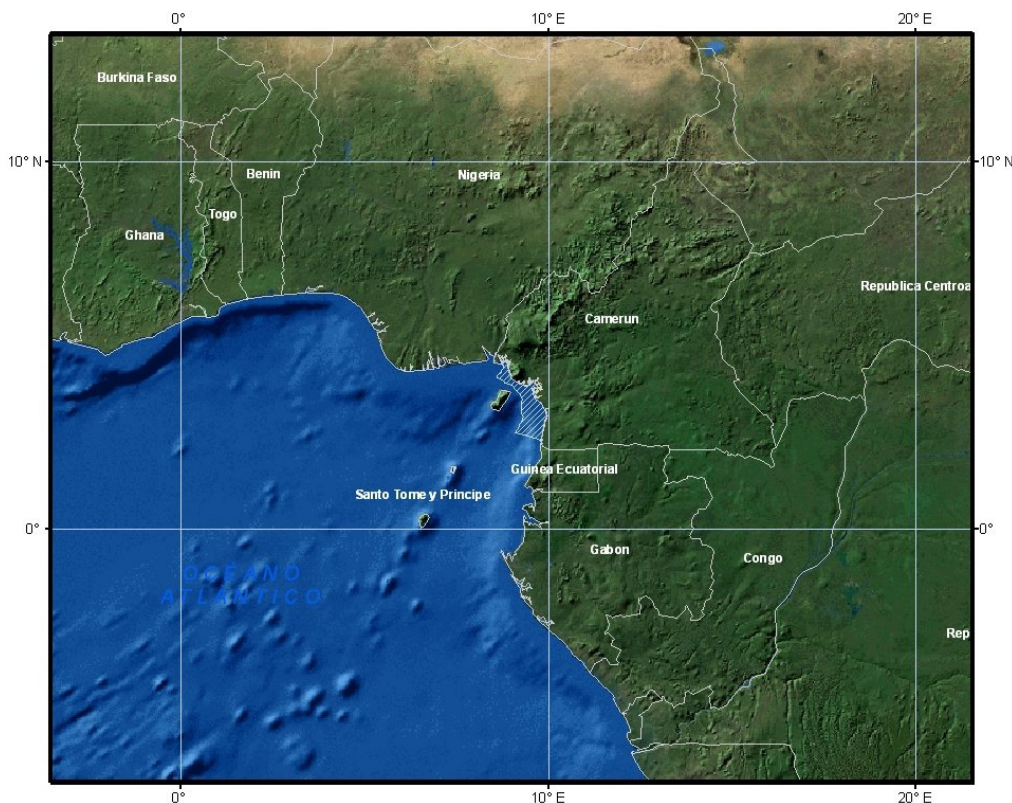 0°
10° E
20° E
Burkina Faso
10° N
10° N
Benin
Nigeria
Togo
Ghana
Republica Centroa
Camerun
Guinea Ecuatorial
Santo Tome y Principe
0°
0°
Gabon
Congo
OCEANO
ATLANTICO
Rep
0°
10° E
20° E